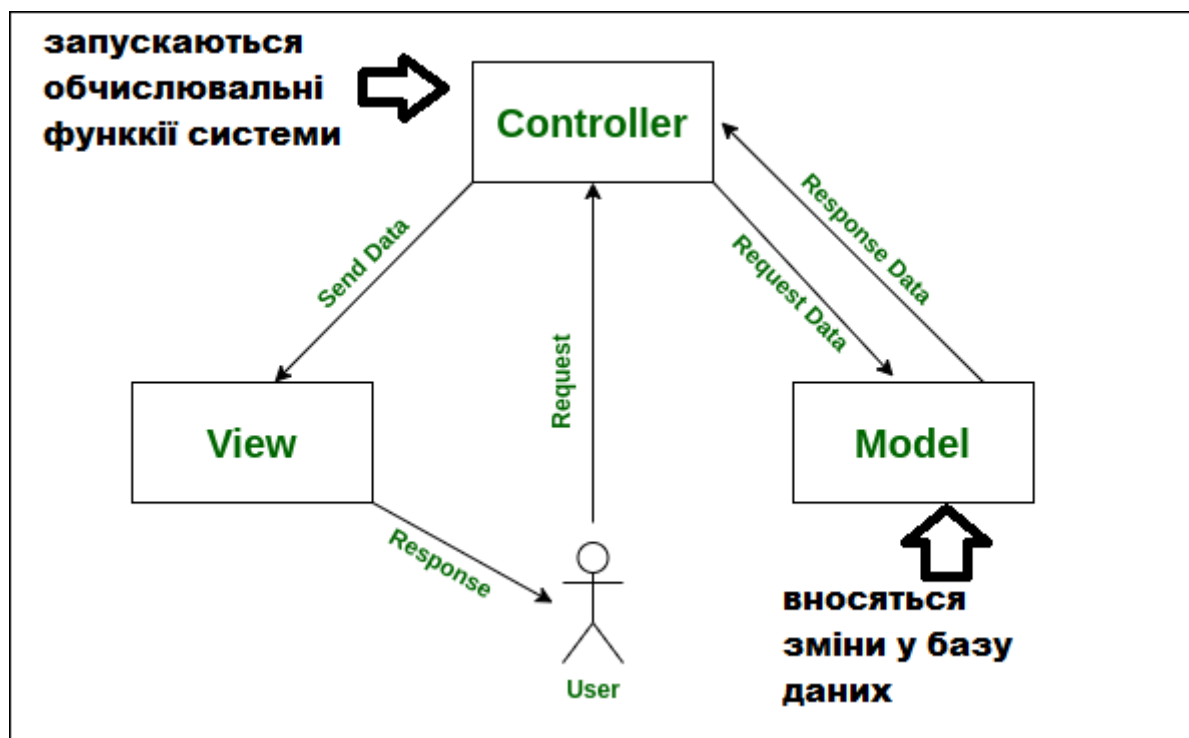 запускаються
обчислювальні
функкії системи
Controller
Send Data
Request
Request Data
Response Data
View
Model
Response
User
вносяться
зміни у базу
даних